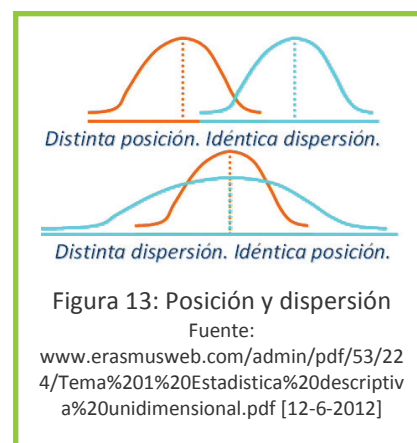 Distinta posición. Idéntica dispersión.
Distinta dispersión. Idéntica posición.
Figura 13: Posición y dispersión
Fuente:
www.erasmusweb.com/admin/pdf/53/22
4/Tema%201%20Estadistica%20descriptiv
a%20unidimensional.pdf [12-6-2012]